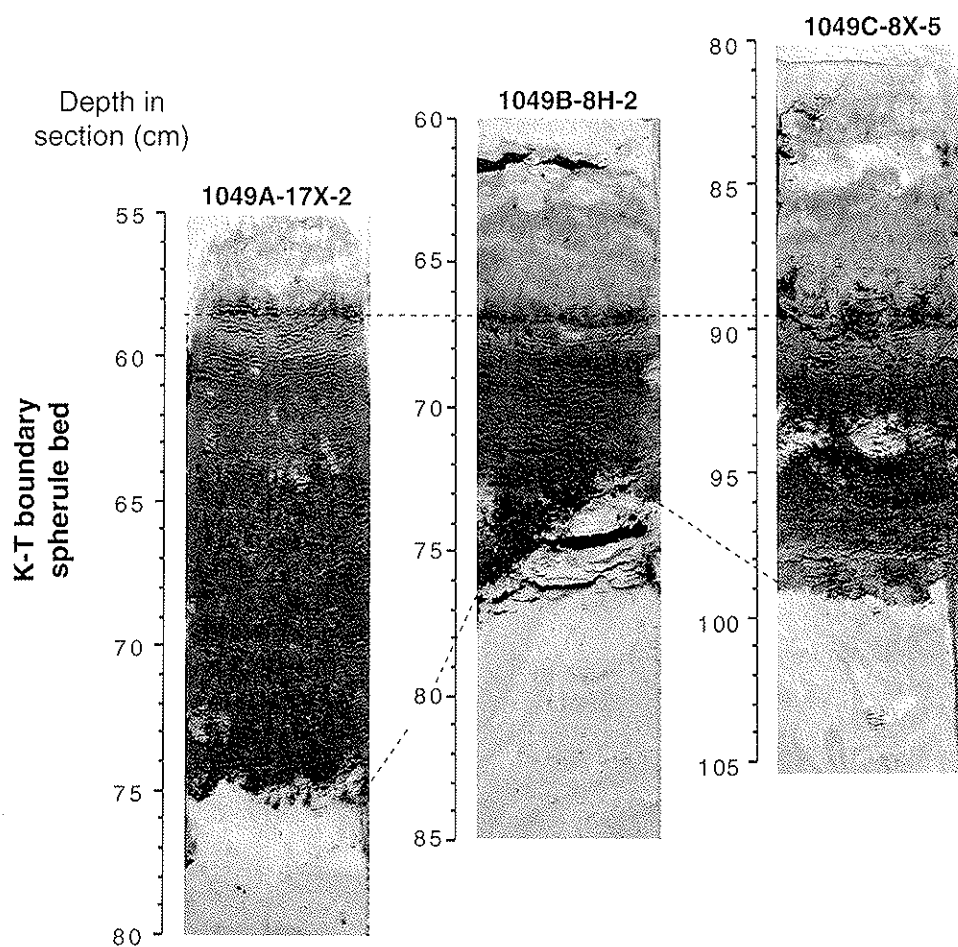 Depth in
section (cm)
K-T boundary
spherule bed
1049A-17X-2
55
60
65
70
75
80
1049B-8H-2
60
65
70
75
80
85
1049C-8X-5
80
85
90
95
100
105